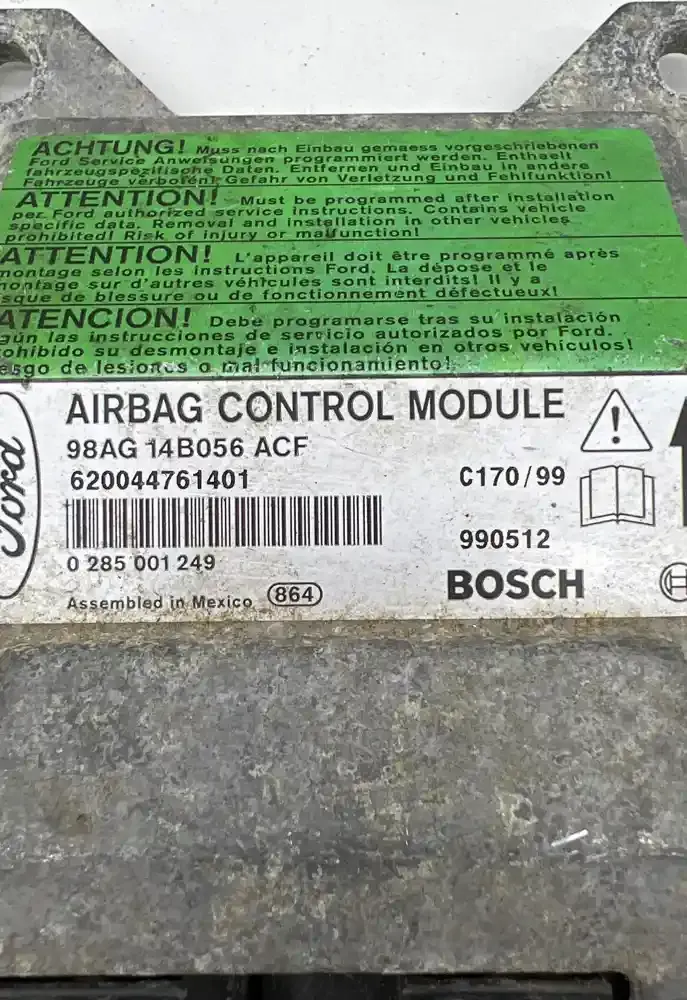 ACHTUNG! Muss nach Einbau gemaess vorgeschriebenen
Ford Service Anweisungen programmiert werden. Enthaelt
fahrzeugspezifische Daten. Entfernen und Einbau in andere
Fahrzeuge verboten! Gefahr von Verletzung und Fehlfunktion!
ATTENTION! Must be programmed after installation
per Ford authorized service instructions. Contains vehicle
specific data. Removal and installation in other vehicles
prohibited! Risk of injury or malfunction!
ATTENTION! L'appareil doit être programmé après
montage selon les instructions Ford. La dépose et le
montage sur d'autres véhicules sont interdits! Il y a
sque de blessure ou de fonctionnement défectueux!
ATENCION! Debe programarse tras su instalación
gún las instrucciones de servicio autorizados por Ford.
ohibido su desmontaje e instalación en otros vehículos!
esgo de lesiones o mal funcionamiento!
Ford
AIRBAG CONTROL MODULE
98AG 14B056 ACF
620044761401
C170/99
990512
0 285 001 249
BOSCH
Assembled in Mexico 864